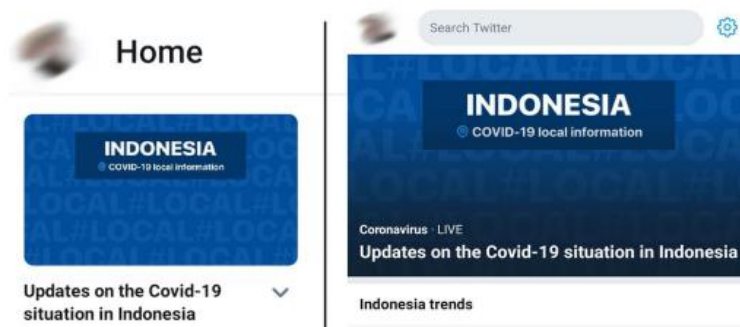 Home
INDONESIA
COVID-19 local information
Updates on the Covid-19
situation in Indonesia
Search Twitter
INDONESIA
COVID-19 local information
Coronavirus · LIVE
Updates on the Covid-19 situation in Indonesia
Indonesia trends